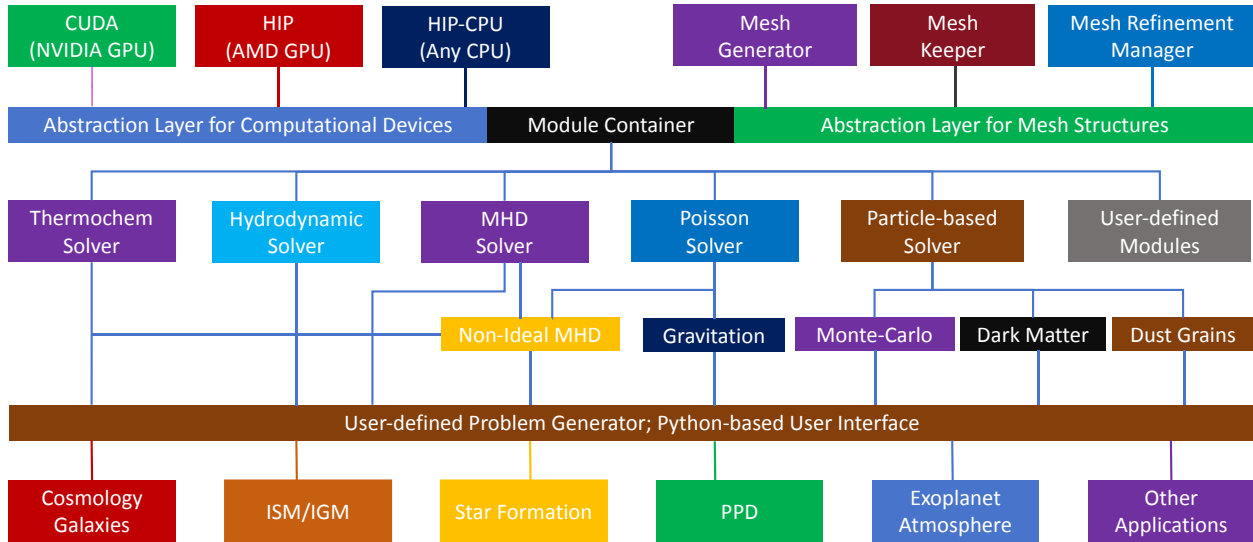 CUDA
(NVIDIA GPU)
HIP
(AMD GPU)
HIP-CPU
(Any CPU)
Mesh
Generator
Mesh
Keeper
Mesh Refinement
Manager
Abstraction Layer for Computational Devices
Module Container
Abstraction Layer for Mesh Structures
Thermochem
Solver
Hydrodynamic
Solver
MHD
Solver
Poisson
Solver
Particle-based
Solver
User-defined
Modules
Non-Ideal MHD
Gravitation
Monte-Carlo
Dark Matter
Dust Grains
User-defined Problem Generator; Python-based User Interface
Cosmology
Galaxies
ISM/IGM
Star Formation
PPD
Exoplanet
Atmosphere
Other
Applications